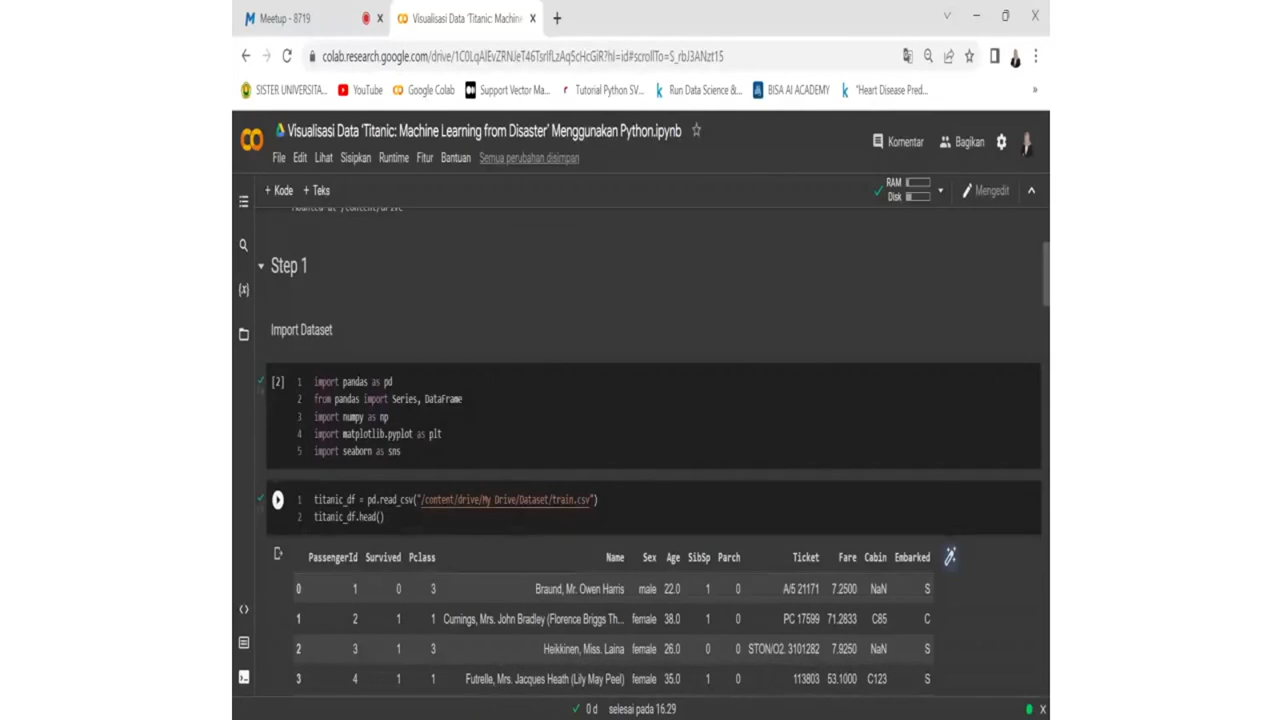 Meetup - 8719
Visualisasi Data 'Titanic: Machin
colab.research.google.com/drive/1C0LqAlEvZRNJeT46TsrlfLzAq5cHcGiR?hl=id#scrollTo=S_rbJ3ANzt15
SISTER UNIVERSITA... YouTube Google Colab Support Vector Ma... Tutorial Python SV... Run Data Science &... BISA AI ACADEMY "Heart Disease Pred... »
Visualisasi Data 'Titanic: Machine Learning from Disaster' Menggunakan Python.ipynb
Komentar Bagikan
File Edit Lihat Sisipkan Runtime Fitur Bantuan Semua perubahan disimpan
+ Kode + Teks RAM Disk Mengedit
Mounted at /content/drive
Step 1
Import Dataset
[2] 1 import pandas as pd
2 from pandas import Series, DataFrame
3 import numpy as np
4 import matplotlib.pyplot as plt
5 import seaborn as sns
1 titanic_df = pd.read_csv("/content/drive/My Drive/Dataset/train.csv")
2 titanic_df.head()
PassengerId Survived Pclass Name Sex Age SibSp Parch Ticket Fare Cabin Embarked
0 1 0 3 Braund, Mr. Owen Harris male 22.0 1 0 A/5 21171 7.2500 NaN S
1 2 1 1 Cumings, Mrs. John Bradley (Florence Briggs Th... female 38.0 1 0 PC 17599 71.2833 C85 C
2 3 1 3 Heikkinen, Miss. Laina female 26.0 0 0 STON/O2. 3101282 7.9250 NaN S
3 4 1 1 Futrelle, Mrs. Jacques Heath (Lily May Peel) female 35.0 1 0 113803 53.1000 C123 S
0 d selesai pada 16.29